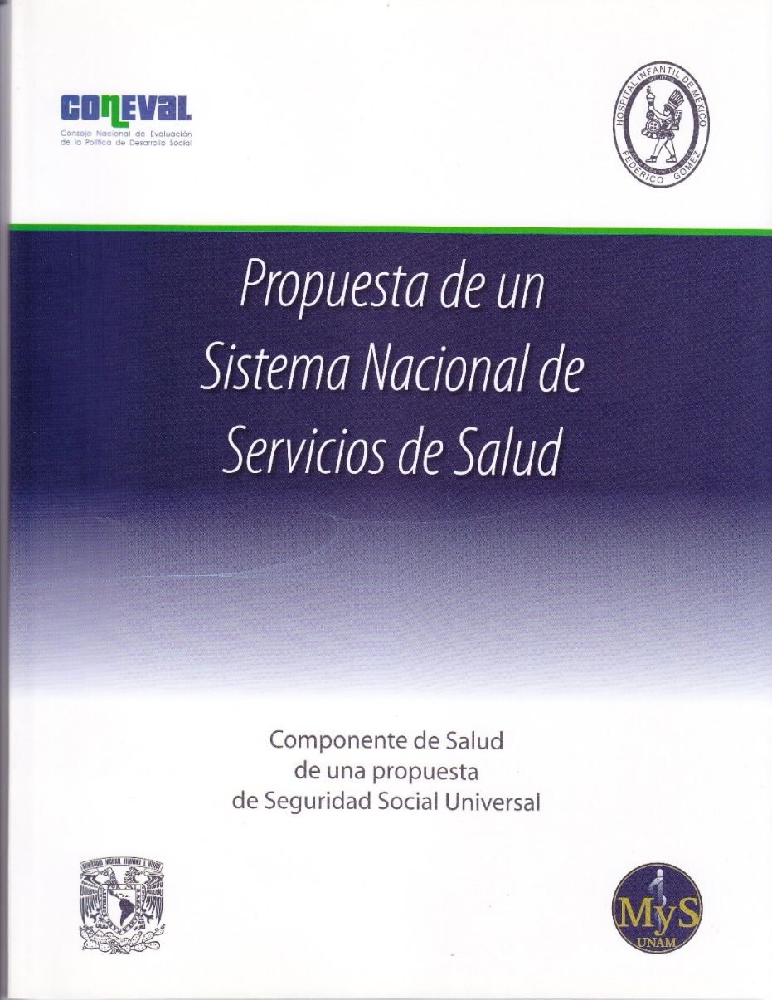 CONEVAL
Consejo Nacional de Evaluación
de la Política de Desarrollo Social
HOSPITAL INFANTIL DE MEXICO
FEDERICO GOMEZ
Propuesta de un
Sistema Nacional de
Servicios de Salud
Componente de Salud
de una propuesta
de Seguridad Social Universal
POR MI
MyS
UNAM